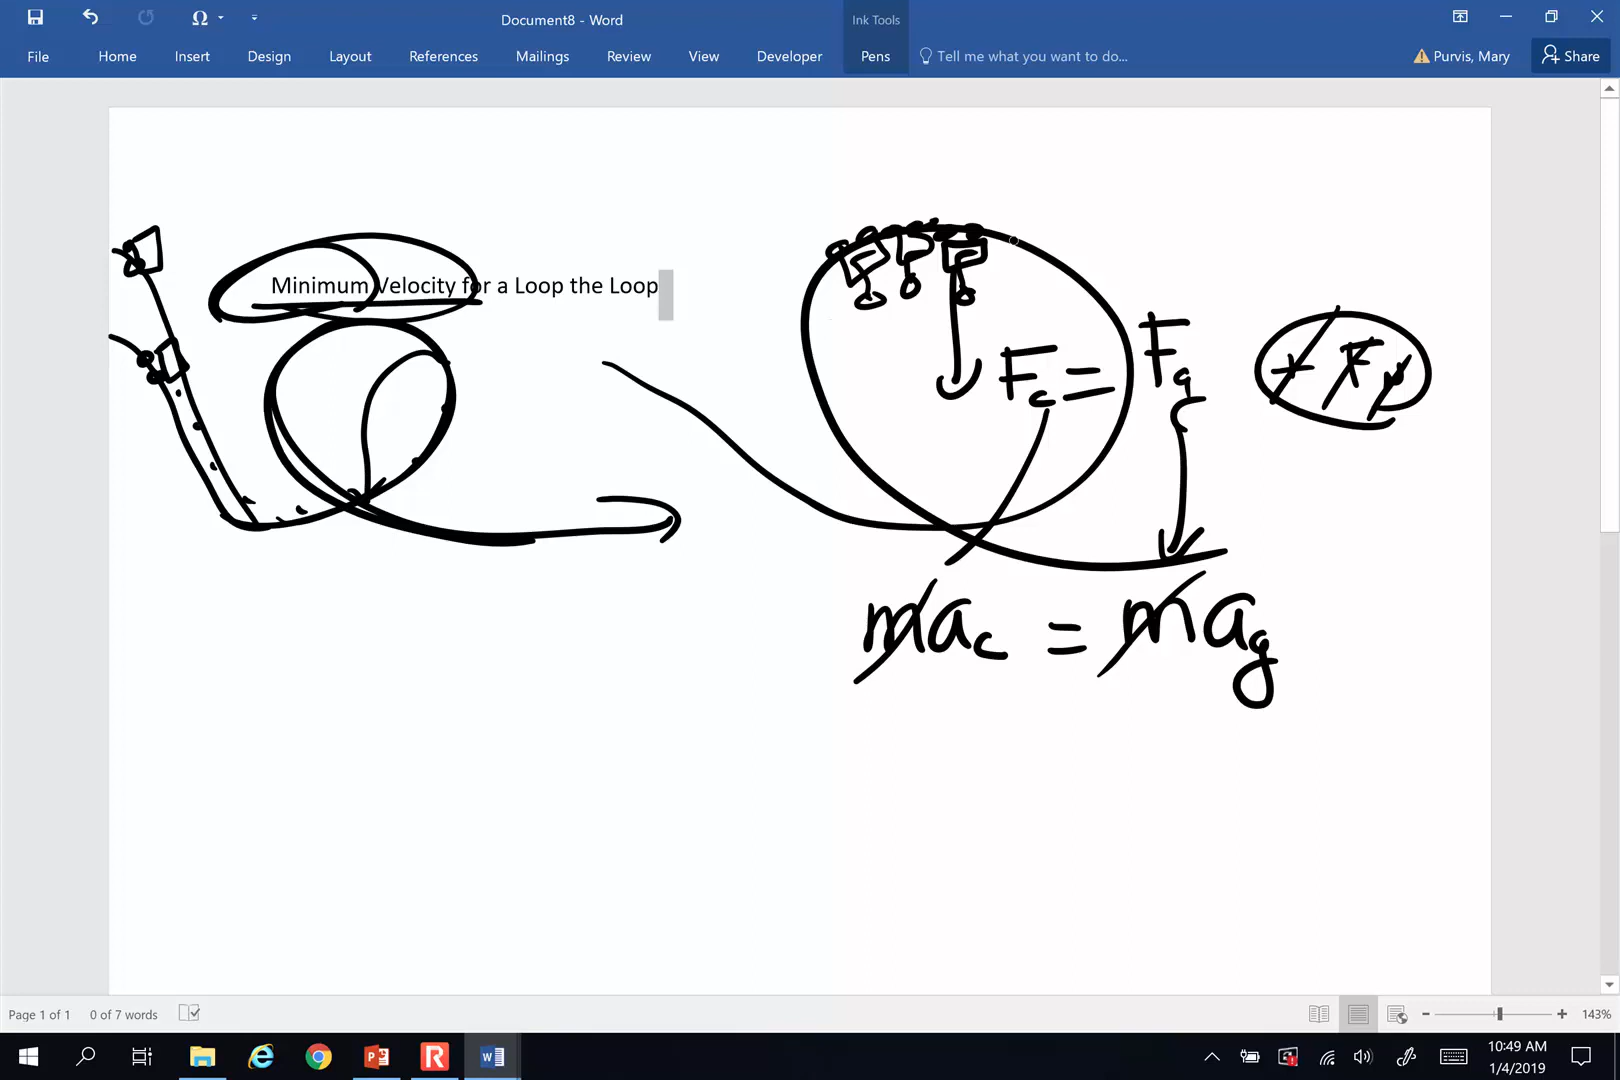 Document8 - Word
Ink Tools
File Home Insert Design Layout References Mailings Review View Developer Pens Tell me what you want to do... Purvis, Mary Share
Minimum Velocity for a Loop the Loop
Fc = Fg
mac = mag
Page 1 of 1 0 of 7 words 143%
10:49 AM
1/4/2019